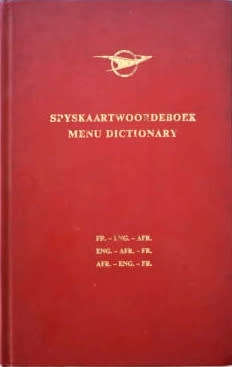 SPYSKAARTWOORDEBOEK
MENU DICTIONARY
FR. – ENG. – AFR.
ENG. – AFR. – FR.
AFR. – ENG. – FR.